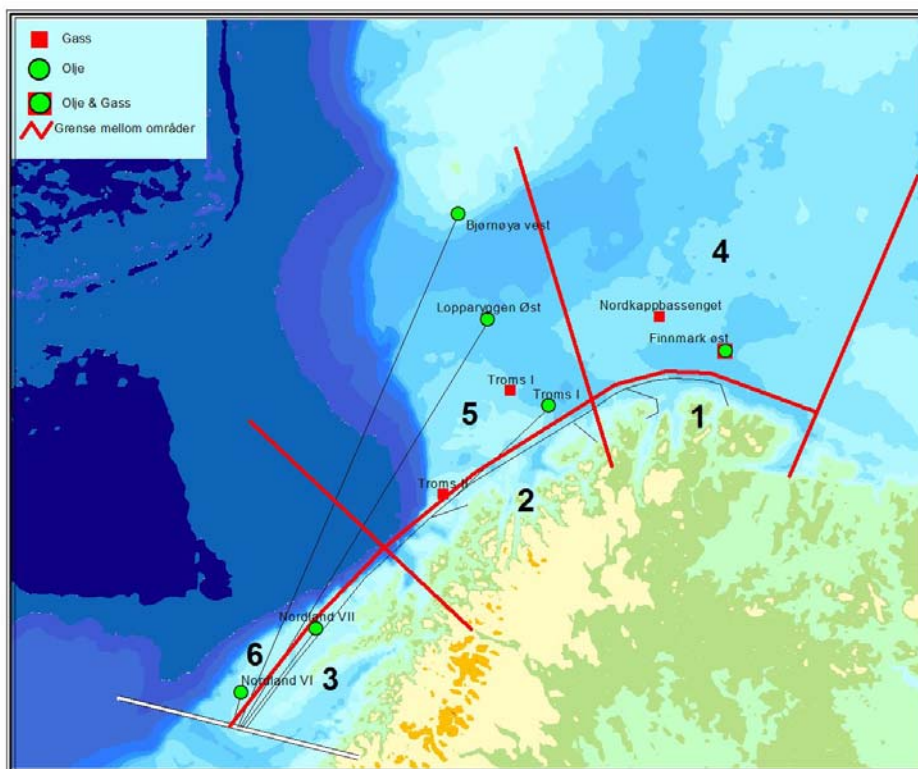 Gass
Olje
Olje & Gass
Grense mellom områder
Bjørnøya vest
4
Nordkappbassenget
Lopparyggen Øst
Finnmark øst
Troms I
Troms I
5
1
Troms II
2
Nordland VII
6
3
Nordland VI